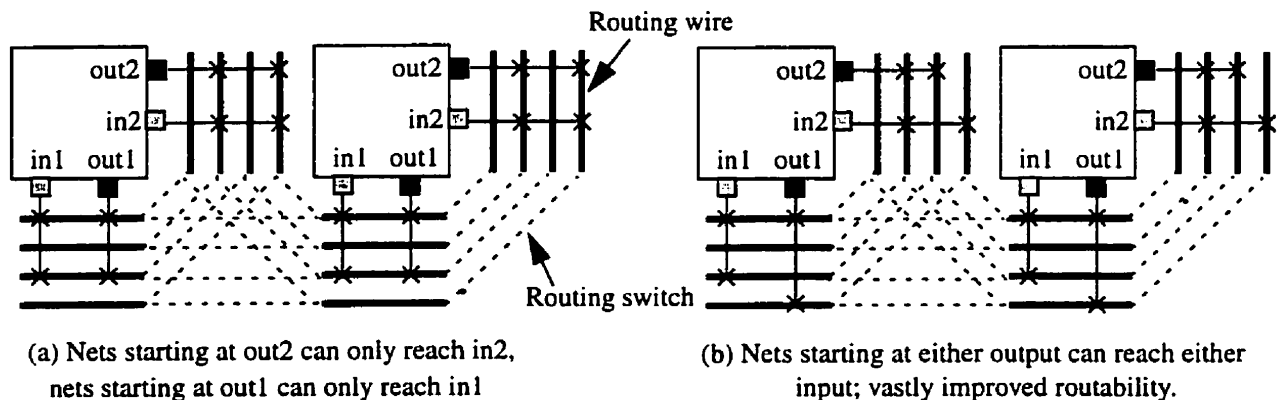 Routing wire
out2
in2
in1 out1
out2
in2
in1 out1
out2
in2
in1 out1
out2
in2
in1 out1
Routing switch
(a) Nets starting at out2 can only reach in2,
nets starting at out1 can only reach in1
(b) Nets starting at either output can reach either
input; vastly improved routability.